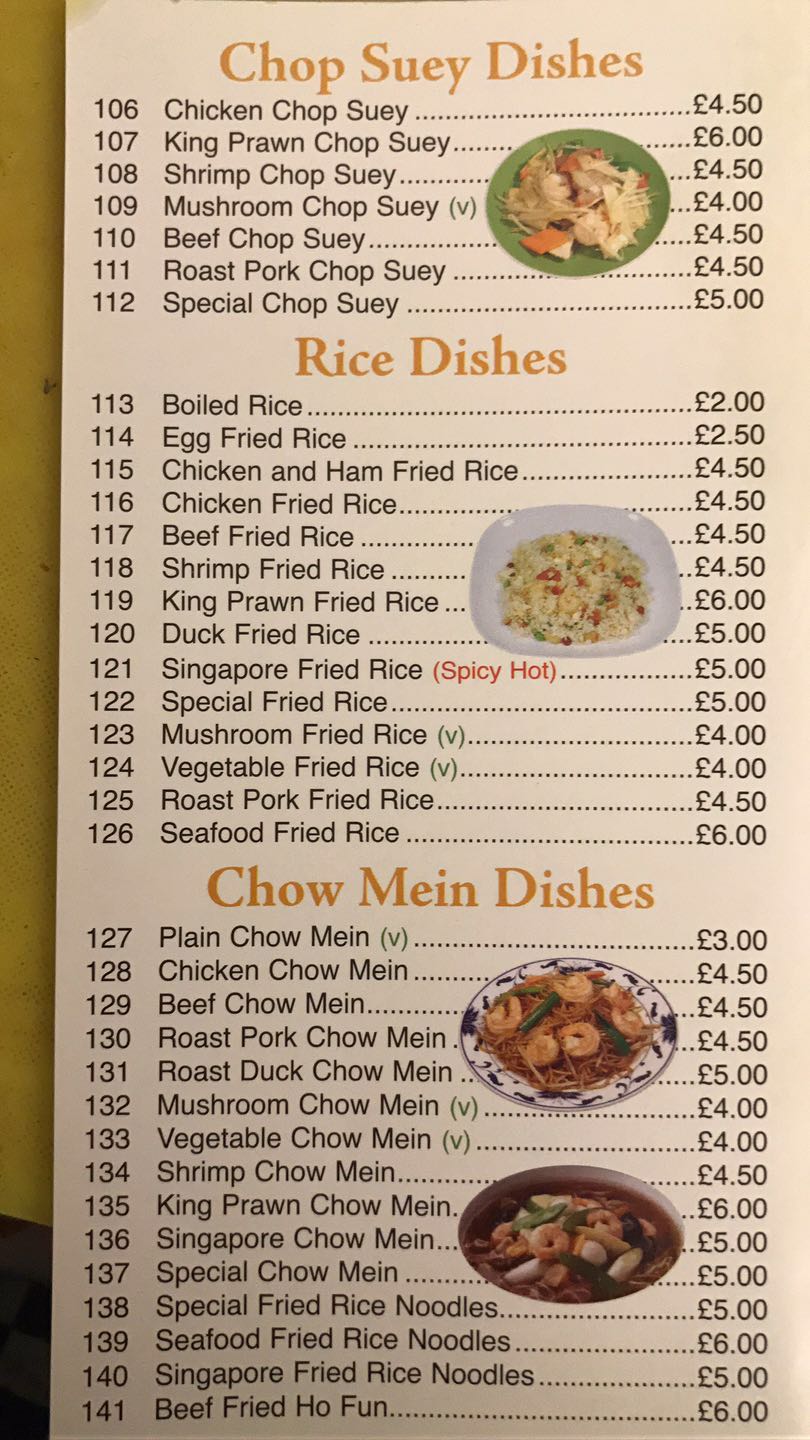 Chop Suey Dishes
106 Chicken Chop Suey ................................... £4.50
107 King Prawn Chop Suey............. £6.00
108 Shrimp Chop Suey.............. £4.50
109 Mushroom Chop Suey (v) ... £4.00
110 Beef Chop Suey..................... £4.50
111 Roast Pork Chop Suey .............................. £4.50
112 Special Chop Suey .................................... £5.00
Rice Dishes
113 Boiled Rice................................................. £2.00
114 Egg Fried Rice ........................................... £2.50
115 Chicken and Ham Fried Rice...................... £4.50
116 Chicken Fried Rice.................... £4.50
117 Beef Fried Rice ................. £4.50
118 Shrimp Fried Rice ............ £4.50
119 King Prawn Fried Rice ..... £6.00
120 Duck Fried Rice ................... £5.00
121 Singapore Fried Rice (Spicy Hot)................. £5.00
122 Special Fried Rice....................................... £5.00
123 Mushroom Fried Rice (v)............................. £4.00
124 Vegetable Fried Rice (v).............................. £4.00
125 Roast Pork Fried Rice................................. £4.50
126 Seafood Fried Rice ..................................... £6.00
Chow Mein Dishes
127 Plain Chow Mein (v) .................................... £3.00
128 Chicken Chow Mein ................ £4.50
129 Beef Chow Mein............... £4.50
130 Roast Pork Chow Mein .... £4.50
131 Roast Duck Chow Mein ....... £5.00
132 Mushroom Chow Mein (v) ........................... £4.00
133 Vegetable Chow Mein (v) ............................ £4.00
134 Shrimp Chow Mein................... £4.50
135 King Prawn Chow Mein... £6.00
136 Singapore Chow Mein..... £5.00
137 Special Chow Mein ............... £5.00
138 Special Fried Rice Noodles......................... £5.00
139 Seafood Fried Rice Noodles ....................... £6.00
140 Singapore Fried Rice Noodles.................... £5.00
141 Beef Fried Ho Fun....................................... £6.00